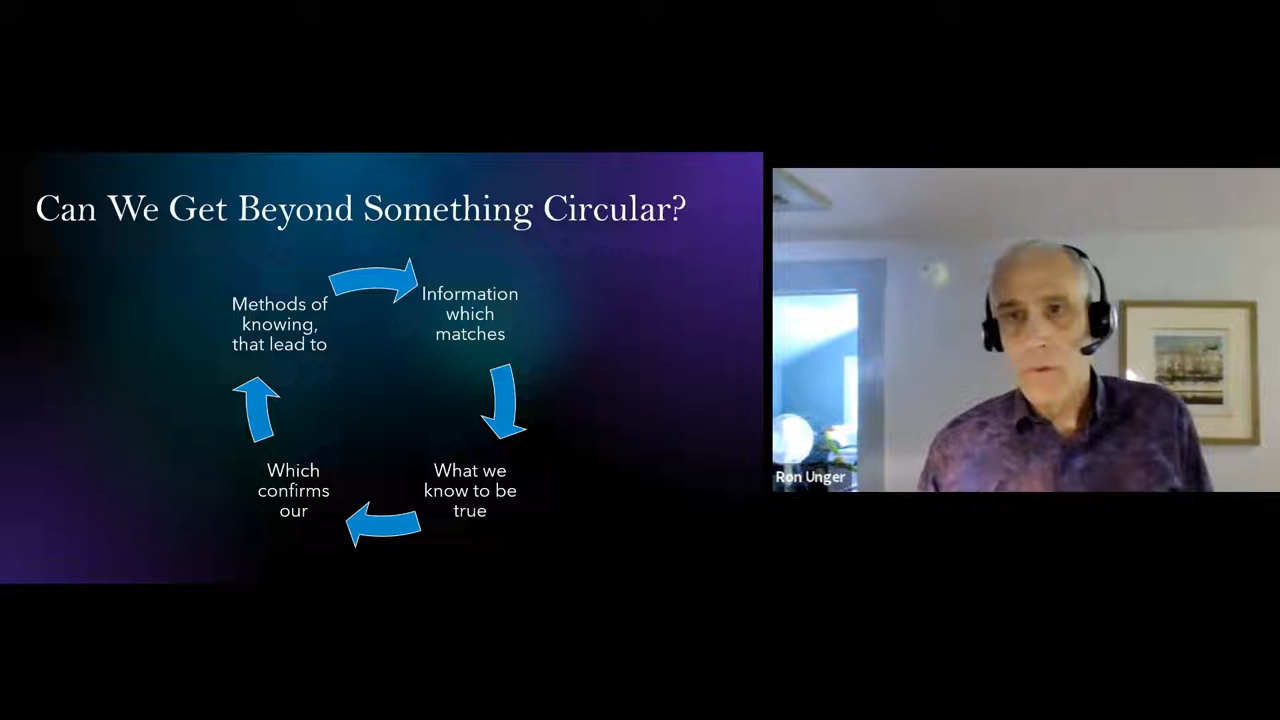 Can We Get Beyond Something Circular?
Methods of
knowing,
that lead to
Information
which
matches
What we
know to be
true
Which
confirms
our
Ron Unger